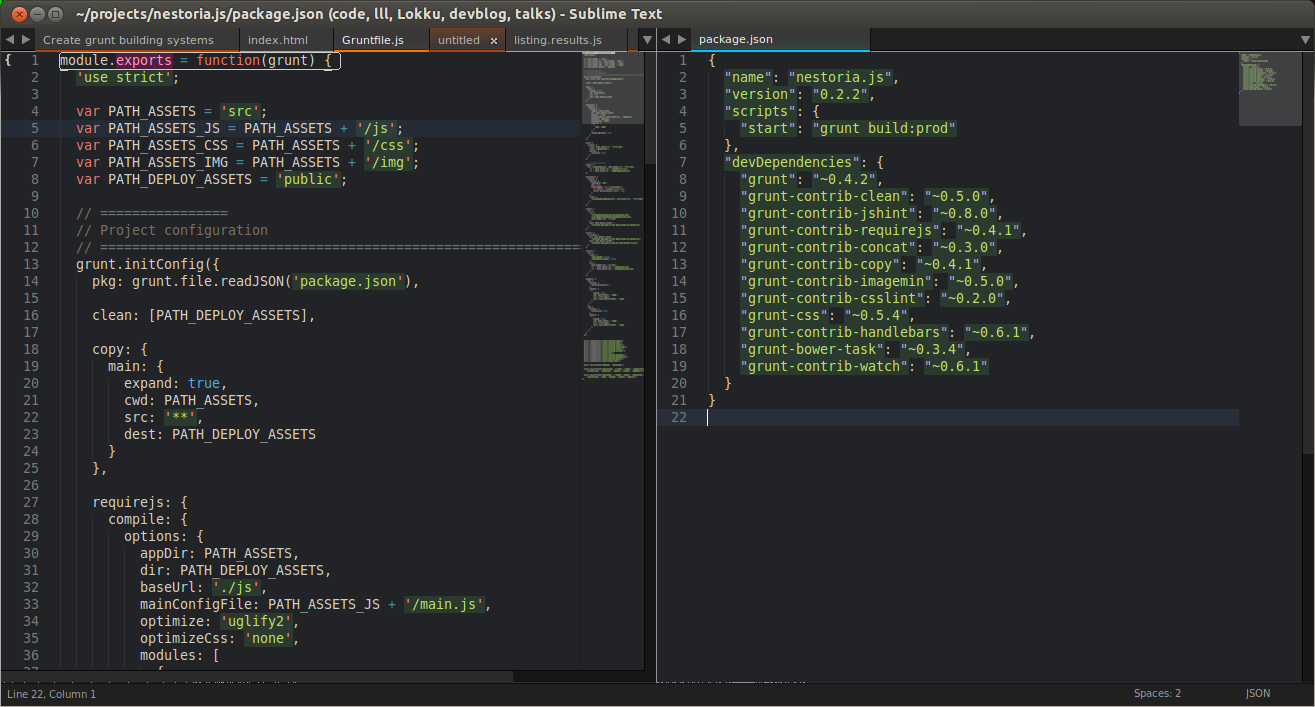 ~/projects/nestoria.js/package.json (code, lll, Lokku, devblog, talks) - Sublime Text
Create grunt building systems
index.html
Gruntfile.js
untitled ×
listing.results.js
{ 1 module.exports = function(grunt) {
2 'use strict';
3
4 var PATH_ASSETS = 'src';
5 var PATH_ASSETS_JS = PATH_ASSETS + '/js';
6 var PATH_ASSETS_CSS = PATH_ASSETS + '/css';
7 var PATH_ASSETS_IMG = PATH_ASSETS + '/img';
8 var PATH_DEPLOY_ASSETS = 'public';
9
10 // ================
11 // Project configuration
12 // ============================================================
13 grunt.initConfig({
14 pkg: grunt.file.readJSON('package.json'),
15
16 clean: [PATH_DEPLOY_ASSETS],
17
18 copy: {
19 main: {
20 expand: true,
21 cwd: PATH_ASSETS,
22 src: '**',
23 dest: PATH_DEPLOY_ASSETS
24 }
25 },
26
27 requirejs: {
28 compile: {
29 options: {
30 appDir: PATH_ASSETS,
31 dir: PATH_DEPLOY_ASSETS,
32 baseUrl: './js',
33 mainConfigFile: PATH_ASSETS_JS + '/main.js',
34 optimize: 'uglify2',
35 optimizeCss: 'none',
36 modules: [
package.json
1 {
2 "name": "nestoria.js",
3 "version": "0.2.2",
4 "scripts": {
5 "start": "grunt build:prod"
6 },
7 "devDependencies": {
8 "grunt": "~0.4.2",
9 "grunt-contrib-clean": "~0.5.0",
10 "grunt-contrib-jshint": "~0.8.0",
11 "grunt-contrib-requirejs": "~0.4.1",
12 "grunt-contrib-concat": "~0.3.0",
13 "grunt-contrib-copy": "~0.4.1",
14 "grunt-contrib-imagemin": "~0.5.0",
15 "grunt-contrib-csslint": "~0.2.0",
16 "grunt-css": "~0.5.4",
17 "grunt-contrib-handlebars": "~0.6.1",
18 "grunt-bower-task": "~0.3.4",
19 "grunt-contrib-watch": "~0.6.1"
20 }
21 }
22
Line 22, Column 1
Spaces: 2
JSON